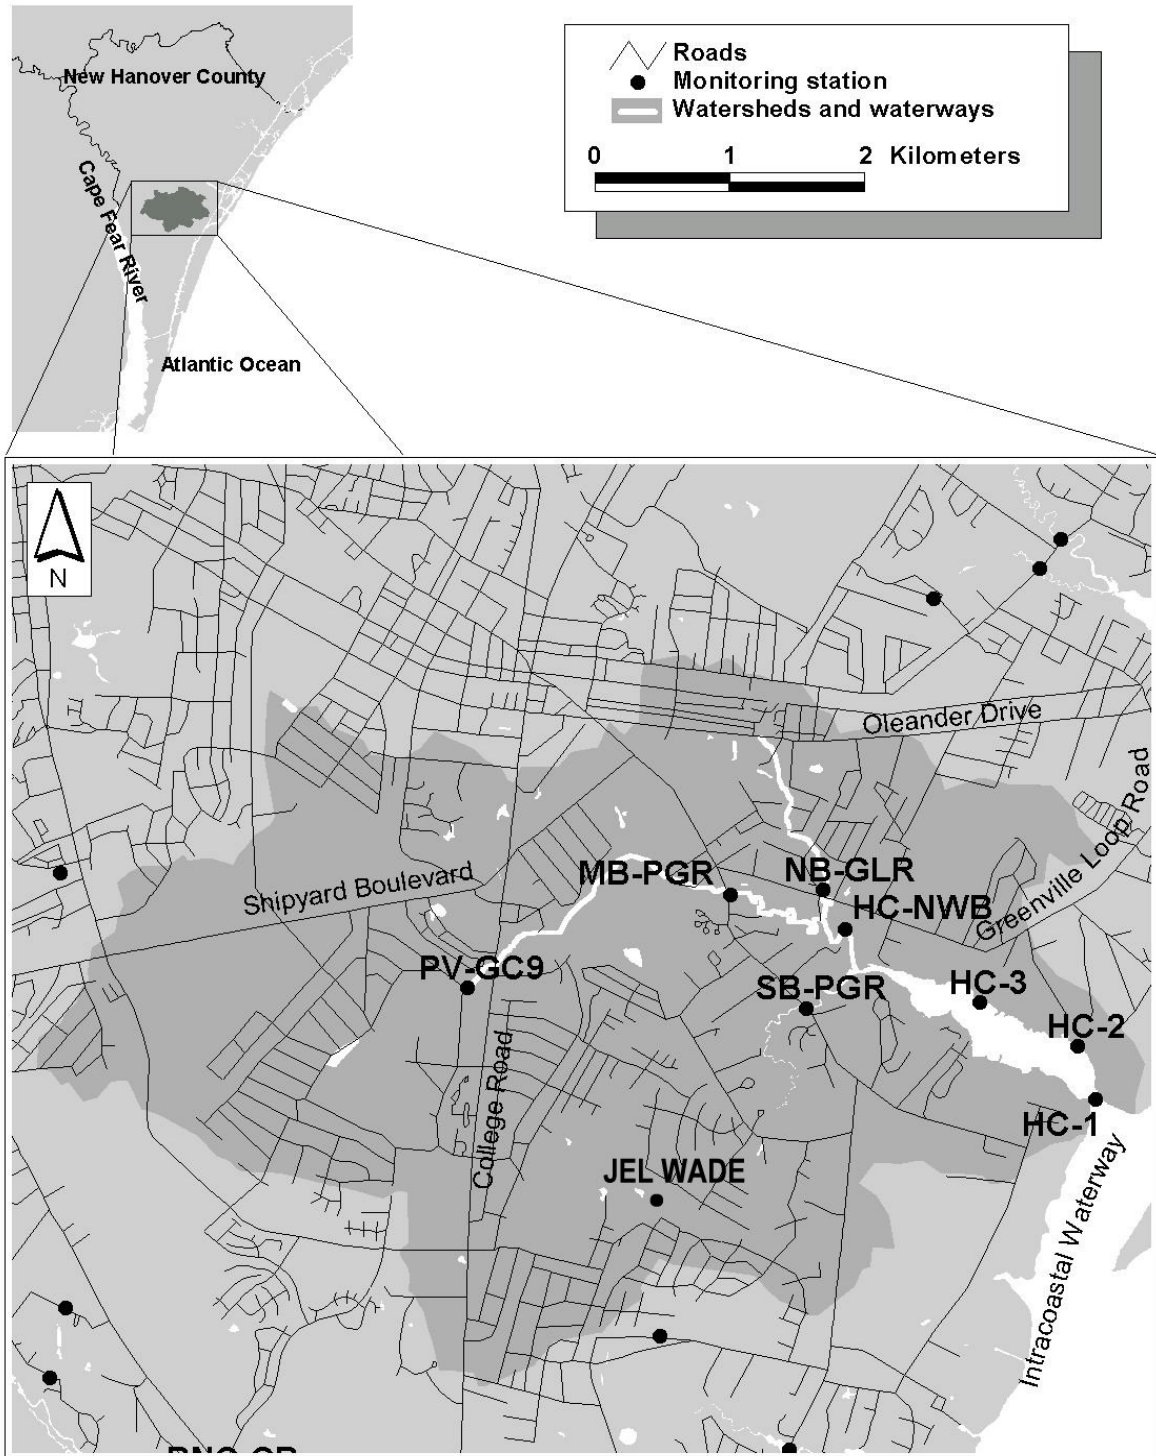 New Hanover County
Cape Fear River
Atlantic Ocean
Roads
Monitoring station
Watersheds and waterways
0 1 2 Kilometers
N
Oleander Drive
Greenville Loop Road
Shipyard Boulevard
MB-PGR
NB-GLR
HC-NWB
PV-GC9
SB-PGR
HC-3
HC-2
HC-1
College Road
JEL WADE
Intracoastal Waterway